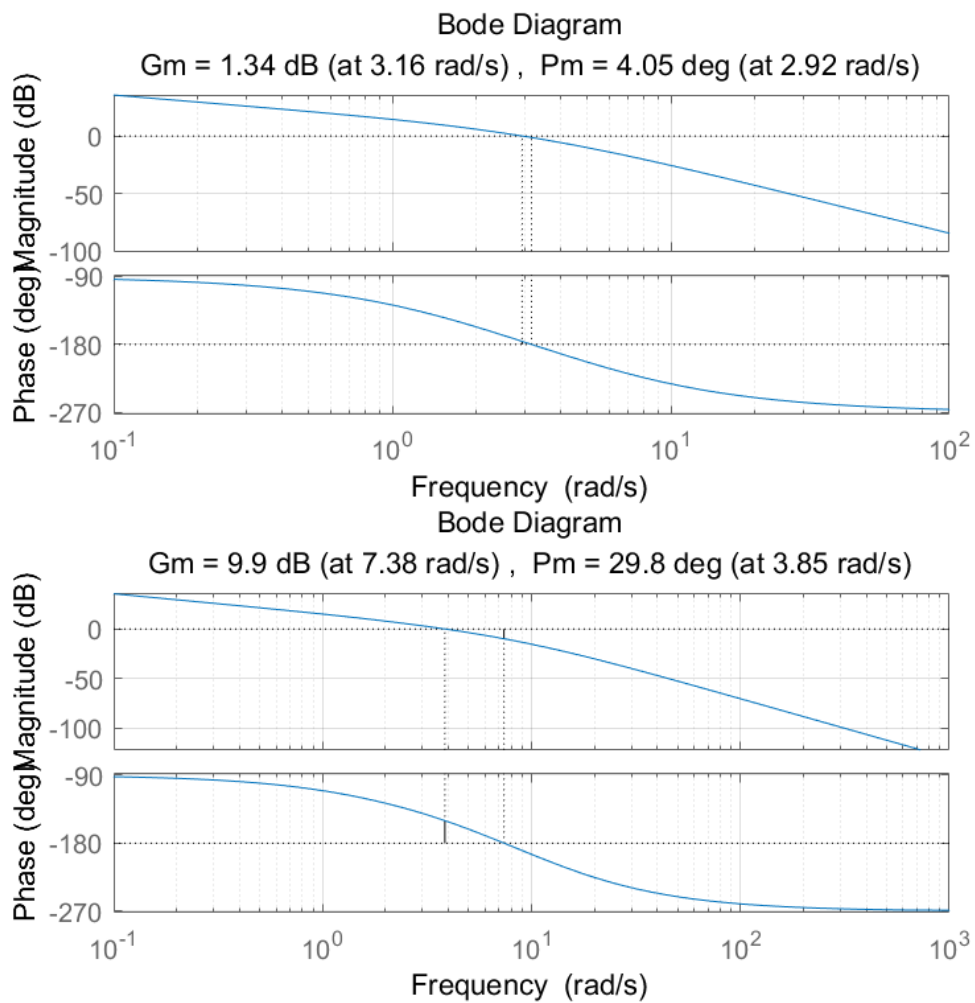 Bode Diagram
Gm = 1.34 dB (at 3.16 rad/s) , Pm = 4.05 deg (at 2.92 rad/s)
Magnitude (dB)
0
-50
-100
Phase (deg)
-90
-180
-270
10^-1 10^0 10^1 10^2
Frequency (rad/s)
Bode Diagram
Gm = 9.9 dB (at 7.38 rad/s) , Pm = 29.8 deg (at 3.85 rad/s)
Magnitude (dB)
0
-50
-100
Phase (deg)
-90
-180
-270
10^-1 10^0 10^1 10^2 10^3
Frequency (rad/s)